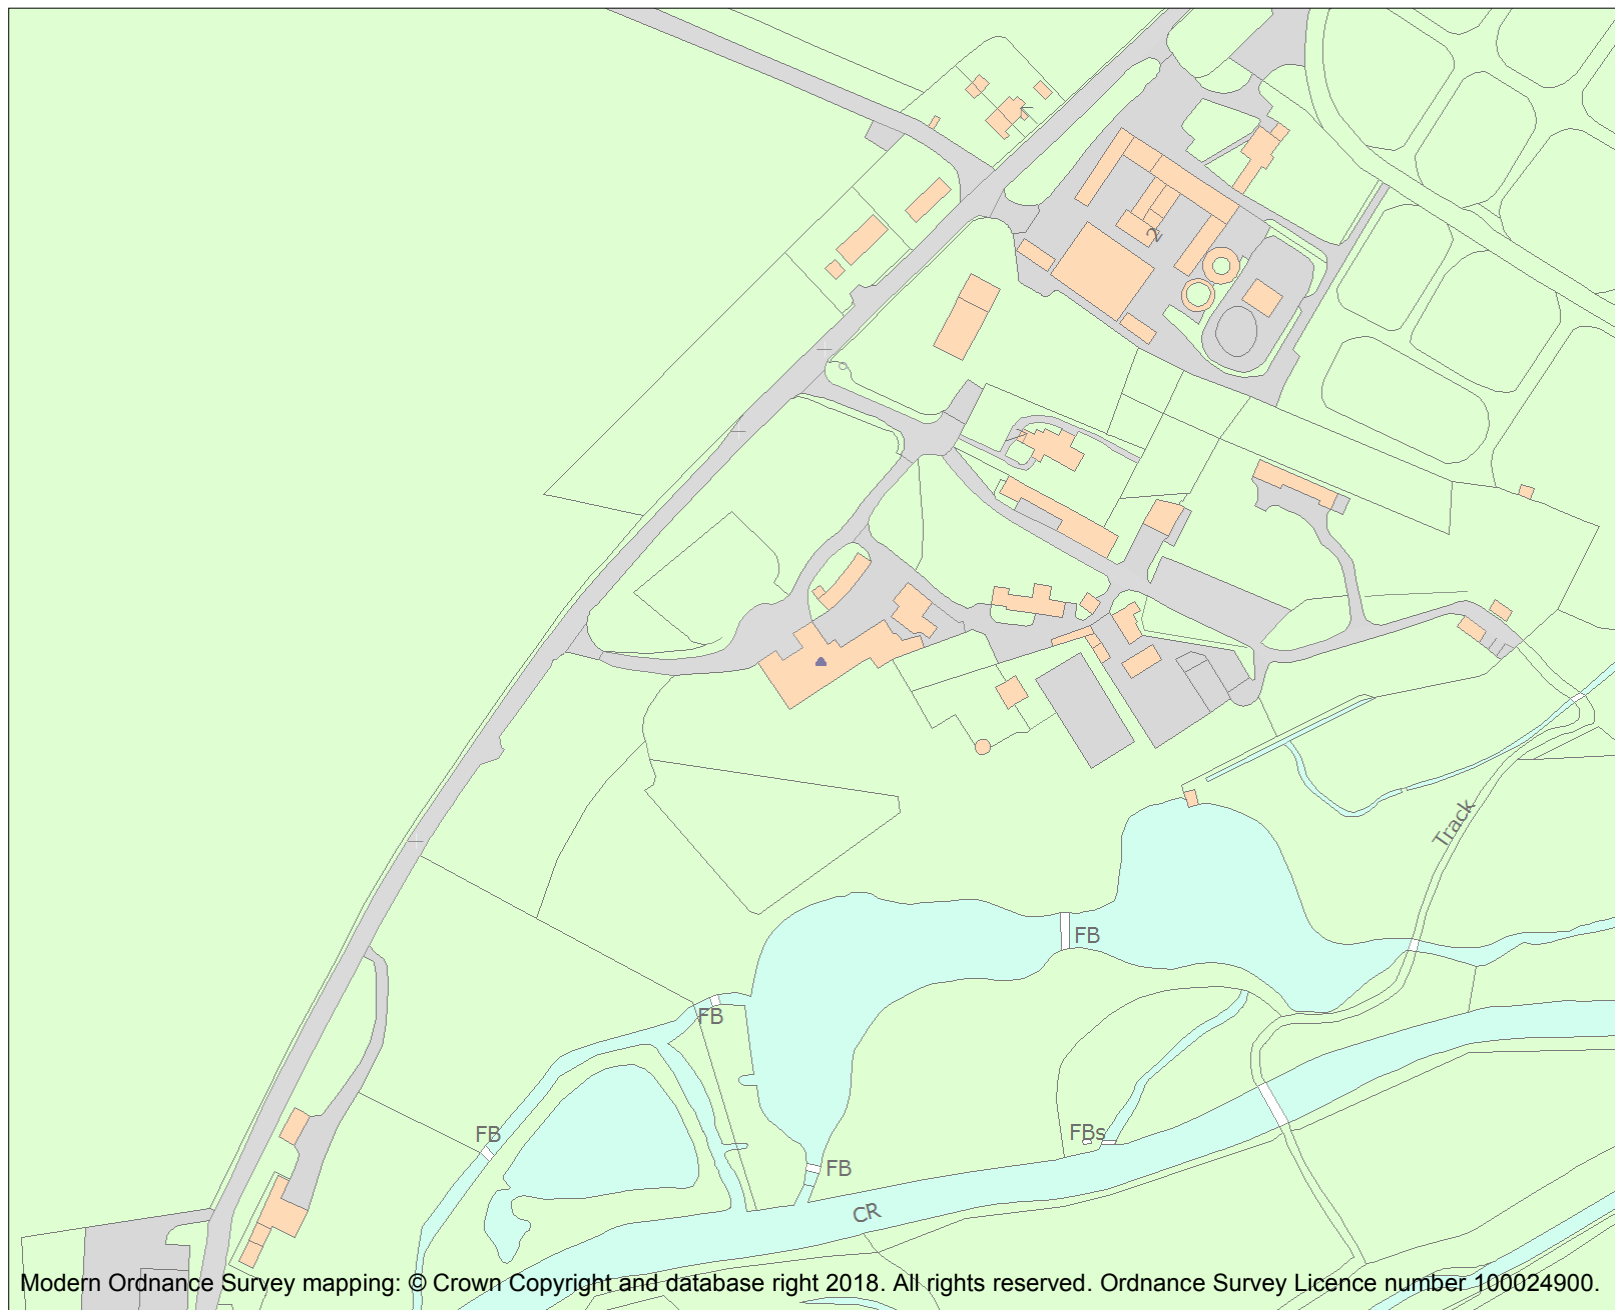 2
Track
FB
FB
FB
FBs
FB
CR
Modern Ordnance Survey mapping: © Crown Copyright and database right 2018. All rights reserved. Ordnance Survey Licence number 100024900.